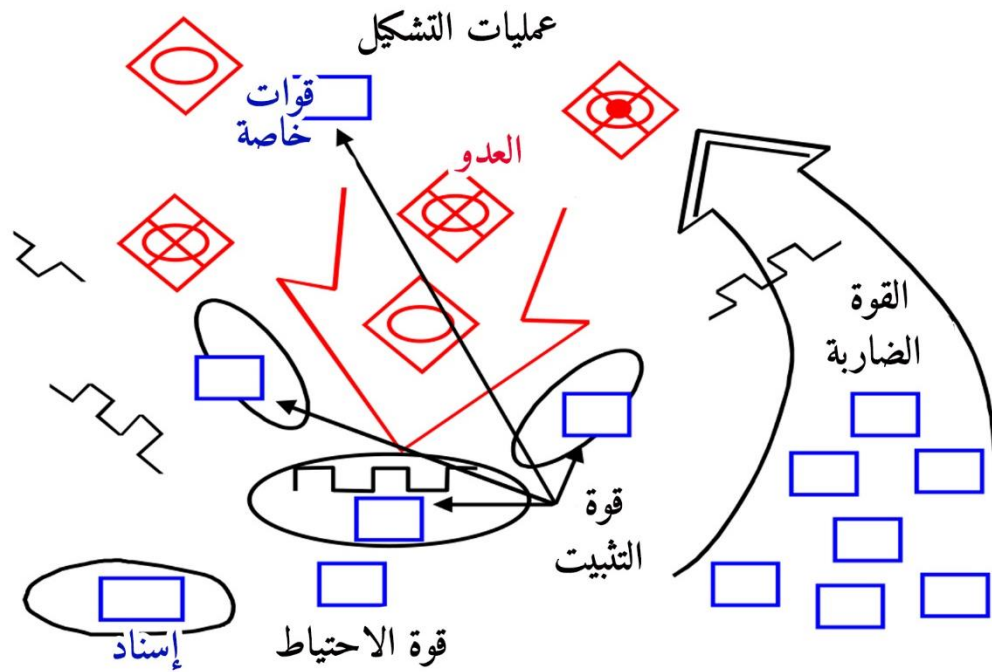 عمليات التشكيل
قوات
خاصة
العدو
القوة
الضاربة
قوة
التثبيت
قوة الاحتياط
إسناد